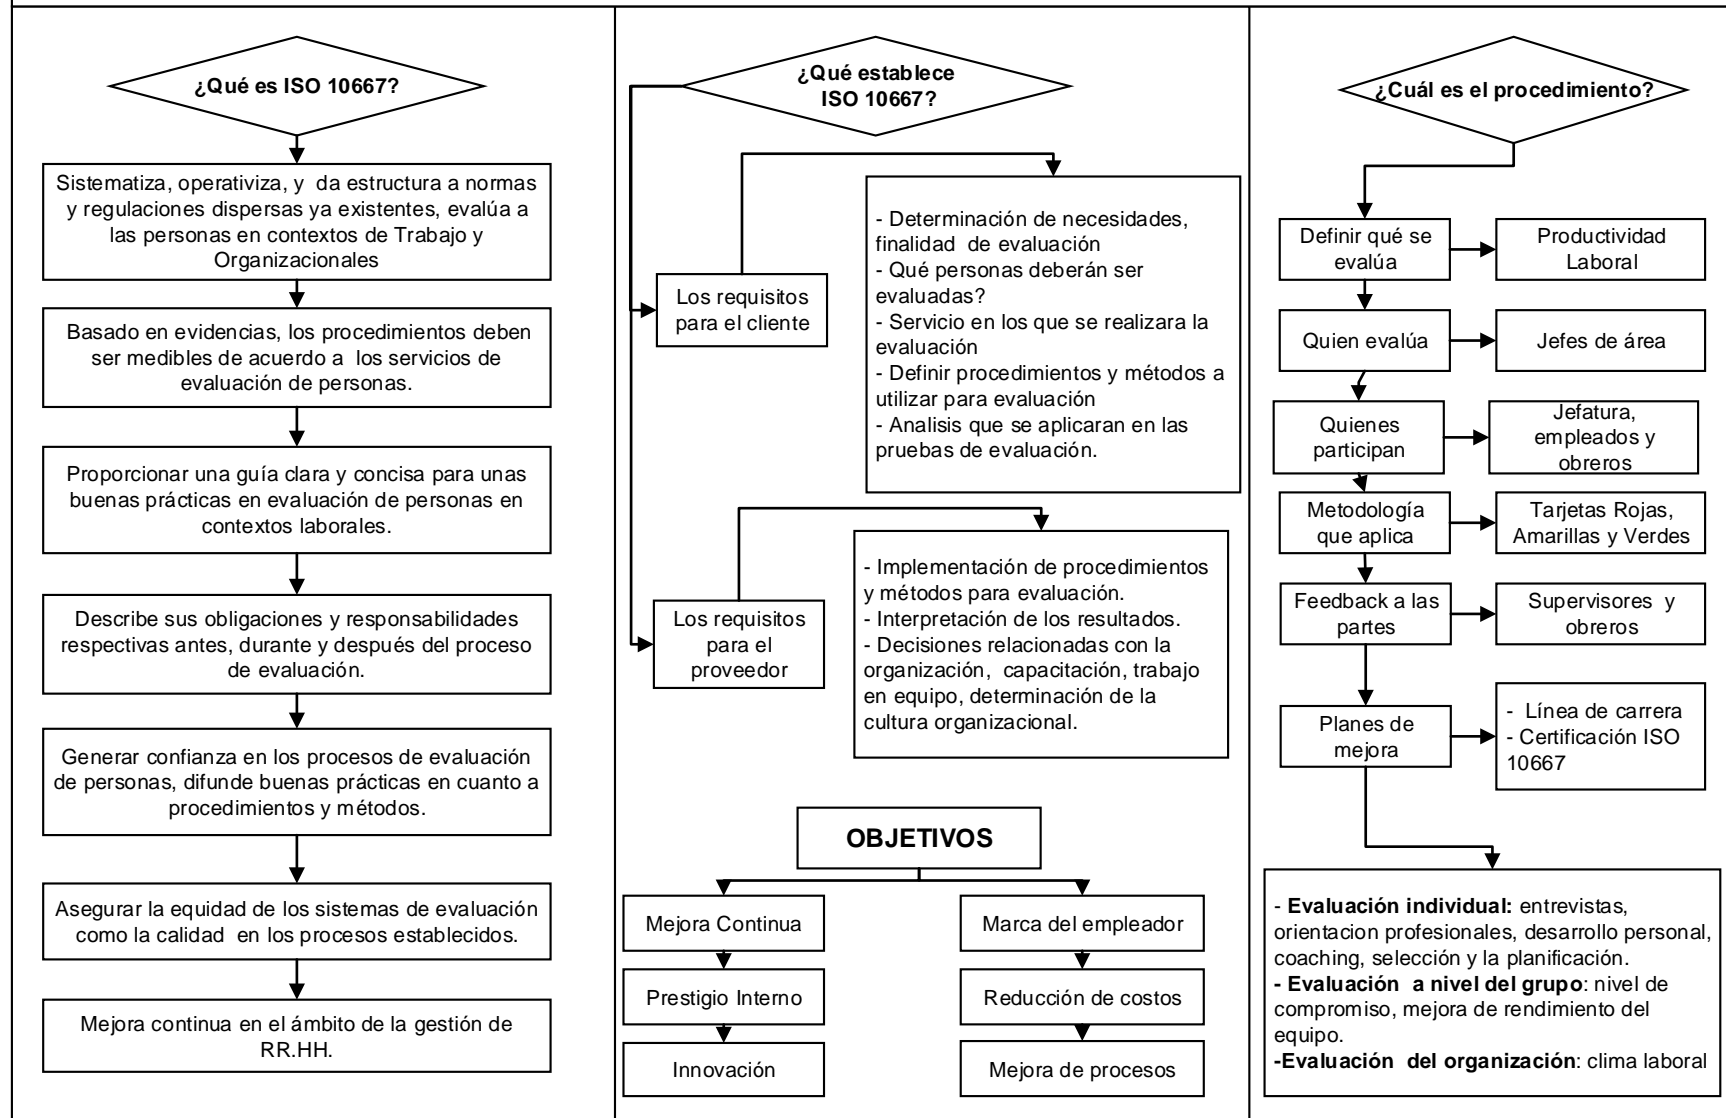 ¿Qué es ISO 10667?
Sistematiza, operativiza, y da estructura a normas
y regulaciones dispersas ya existentes, evalúa a
las personas en contextos de Trabajo y
Organizacionales
Basado en evidencias, los procedimientos deben
ser medibles de acuerdo a los servicios de
evaluación de personas.
Proporcionar una guía clara y concisa para unas
buenas prácticas en evaluación de personas en
contextos laborales.
Describe sus obligaciones y responsabilidades
respectivas antes, durante y después del proceso
de evaluación.
Generar confianza en los procesos de evaluación
de personas, difunde buenas prácticas en cuanto a
procedimientos y métodos.
Asegurar la equidad de los sistemas de evaluación
como la calidad en los procesos establecidos.
Mejora continua en el ámbito de la gestión de
RR.HH.
¿Qué establece
ISO 10667?
Los requisitos
para el cliente
- Determinación de necesidades,
finalidad de evaluación
- Qué personas deberán ser
evaluadas?
- Servicio en los que se realizara la
evaluación
- Definir procedimientos y métodos a
utilizar para evaluación
- Analisis que se aplicaran en las
pruebas de evaluación.
Los requisitos
para el
proveedor
- Implementación de procedimientos
y métodos para evaluación.
- Interpretación de los resultados.
- Decisiones relacionadas con la
organización, capacitación, trabajo
en equipo, determinación de la
cultura organizacional.
OBJETIVOS
Mejora Continua
Prestigio Interno
Innovación
Marca del empleador
Reducción de costos
Mejora de procesos
¿Cuál es el procedimiento?
Definir qué se
evalúa
Productividad
Laboral
Quien evalúa
Jefes de área
Quienes
participan
Jefatura,
empleados y
obreros
Metodología
que aplica
Tarjetas Rojas,
Amarillas y Verdes
Feedback a las
partes
Supervisores y
obreros
Planes de
mejora
- Línea de carrera
- Certificación ISO
10667
- Evaluación individual: entrevistas,
orientacion profesionales, desarrollo personal,
coaching, selección y la planificación.
- Evaluación a nivel del grupo: nivel de
compromiso, mejora de rendimiento del
equipo.
-Evaluación del organización: clima laboral